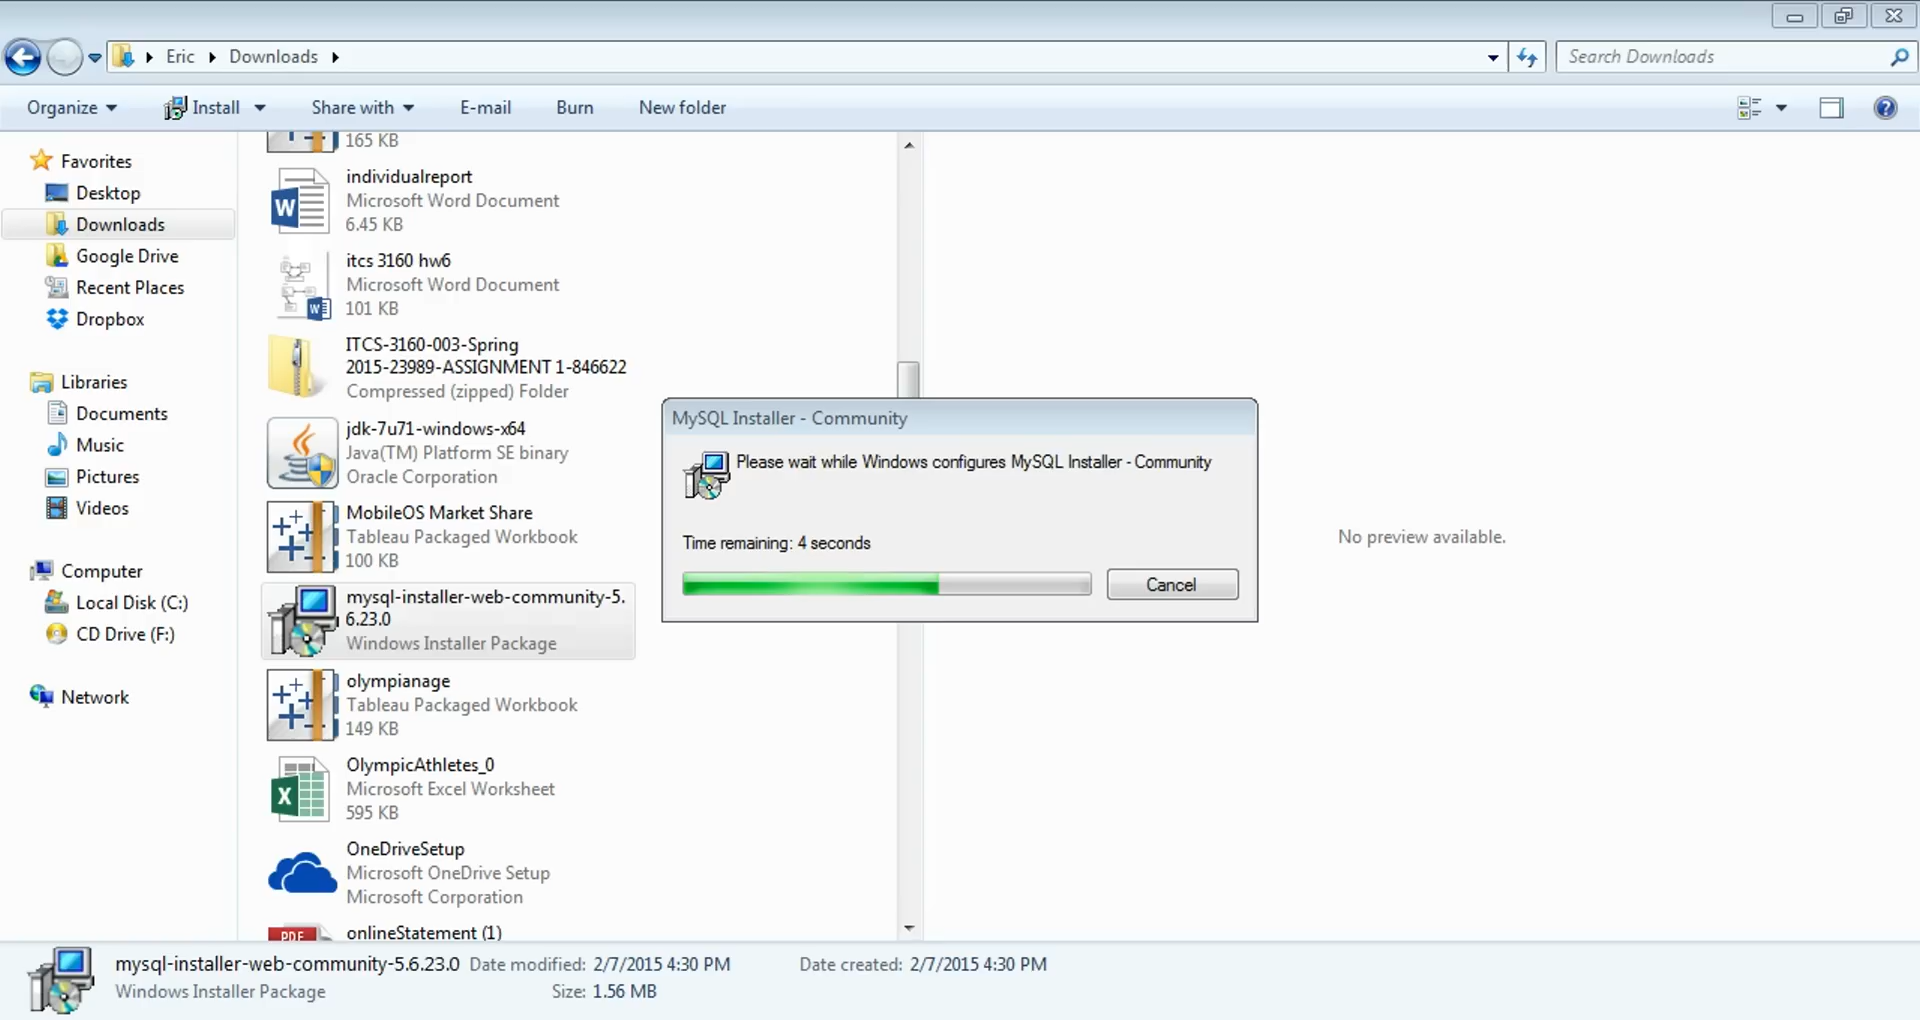 Eric Downloads
Search Downloads
Organize Install Share with E-mail Burn New folder
Favorites
Desktop
Downloads
Google Drive
Recent Places
Dropbox
Libraries
Documents
Music
Pictures
Videos
Computer
Local Disk (C:)
CD Drive (F:)
Network
165 KB
individualreport
Microsoft Word Document
6.45 KB
itcs 3160 hw6
Microsoft Word Document
101 KB
ITCS-3160-003-Spring
2015-23989-ASSIGNMENT 1-846622
Compressed (zipped) Folder
jdk-7u71-windows-x64
Java(TM) Platform SE binary
Oracle Corporation
MobileOS Market Share
Tableau Packaged Workbook
100 KB
mysql-installer-web-community-5.
6.23.0
Windows Installer Package
olympianage
Tableau Packaged Workbook
149 KB
OlympicAthletes_0
Microsoft Excel Worksheet
595 KB
OneDriveSetup
Microsoft OneDrive Setup
Microsoft Corporation
PDF
onlineStatement (1)
MySQL Installer - Community
Please wait while Windows configures MySQL Installer - Community
Time remaining: 4 seconds
Cancel
No preview available.
mysql-installer-web-community-5.6.23.0 Date modified: 2/7/2015 4:30 PM Date created: 2/7/2015 4:30 PM
Windows Installer Package Size: 1.56 MB